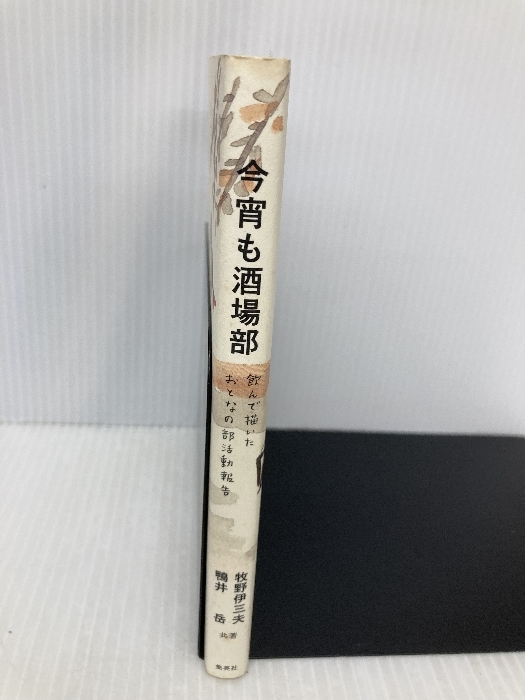 今宵も酒場部
飲んで描いた
おとなの部活動報告
牧野伊三夫
鴨井 岳
共著
集英社